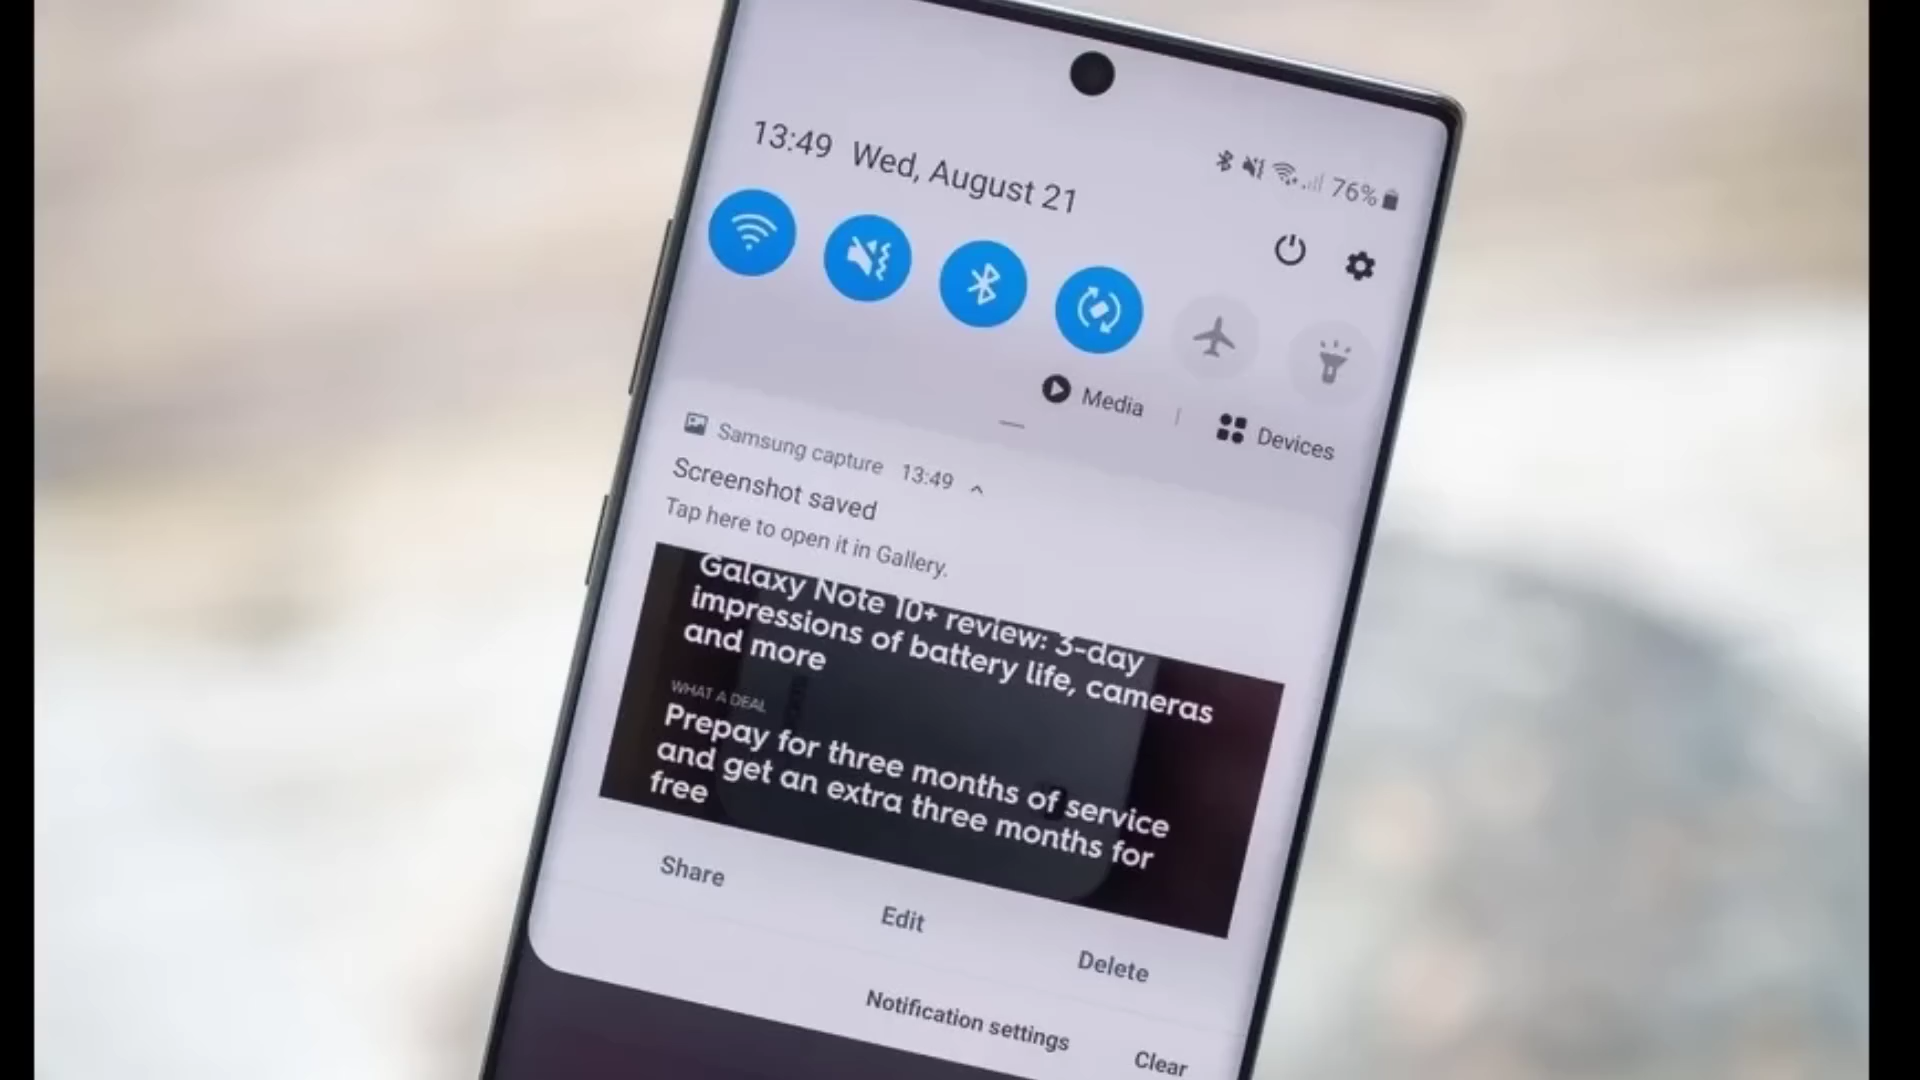 13:49 Wed, August 21
76%
Media | Devices
Samsung capture 13:49
Screenshot saved
Tap here to open it in Gallery.
Galaxy Note 10+ review: 3-day
impressions of battery life, cameras
and more
WHAT A DEAL
Prepay for three months of service
and get an extra three months for
free
Share
Edit
Delete
Notification settings
Clear